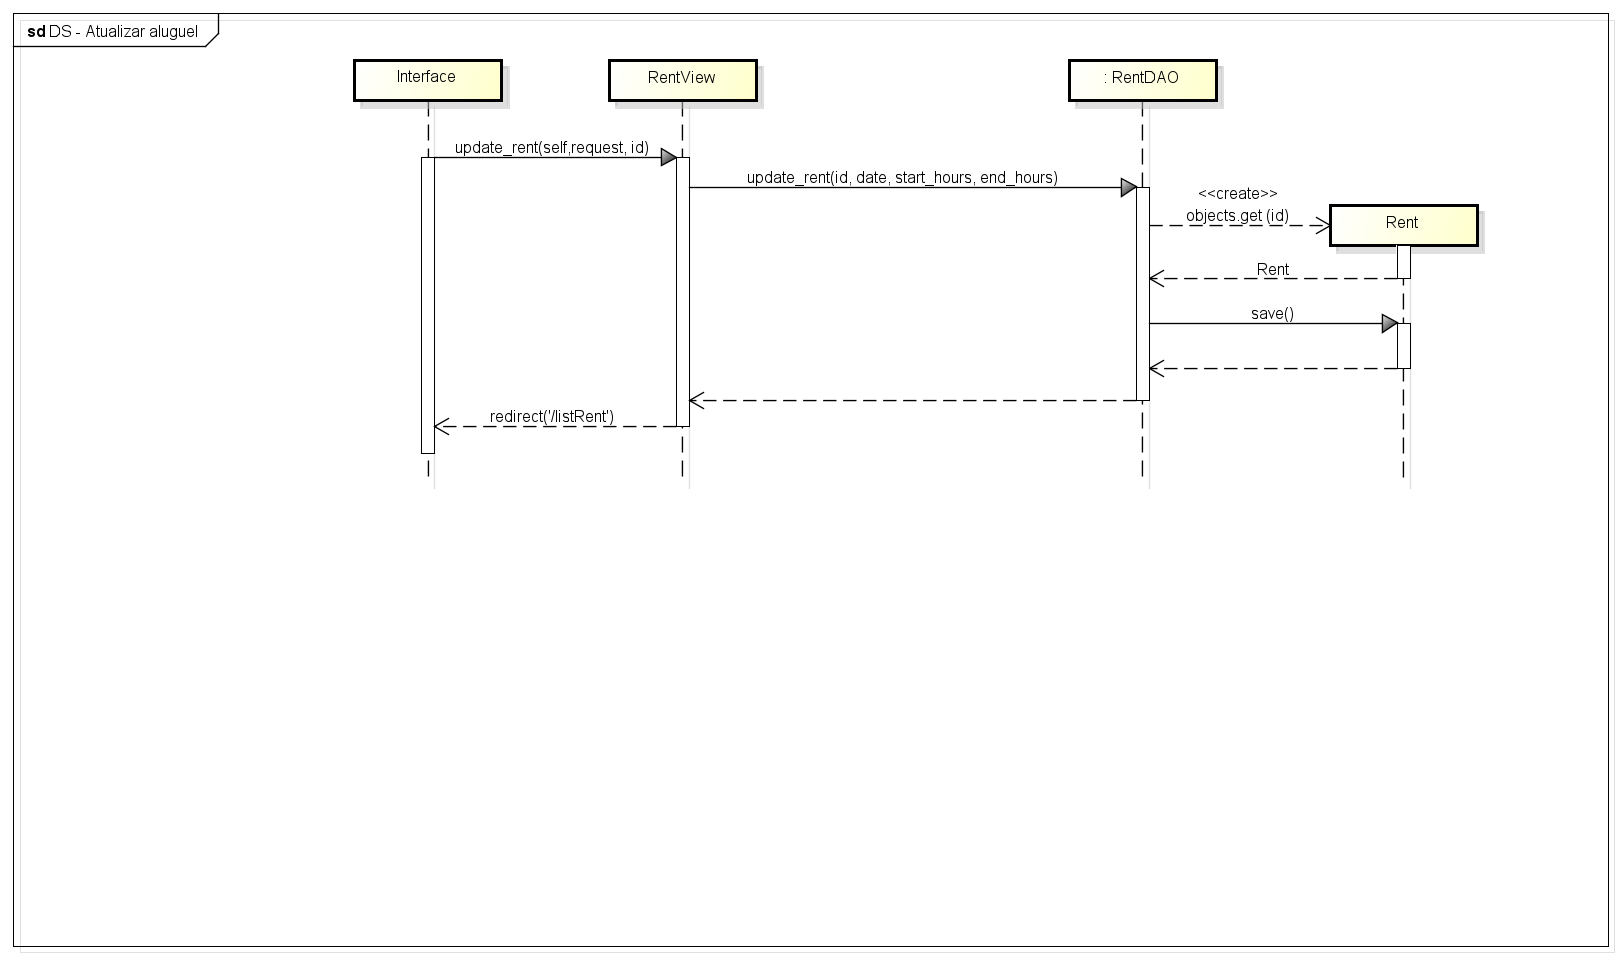 sd DS - Atualizar aluguel
Interface
RentView
: RentDAO
update_rent(self,request, id)
update_rent(id, date, start_hours, end_hours)
<<create>>
objects.get (id)
Rent
Rent
save()
redirect('/listRent')